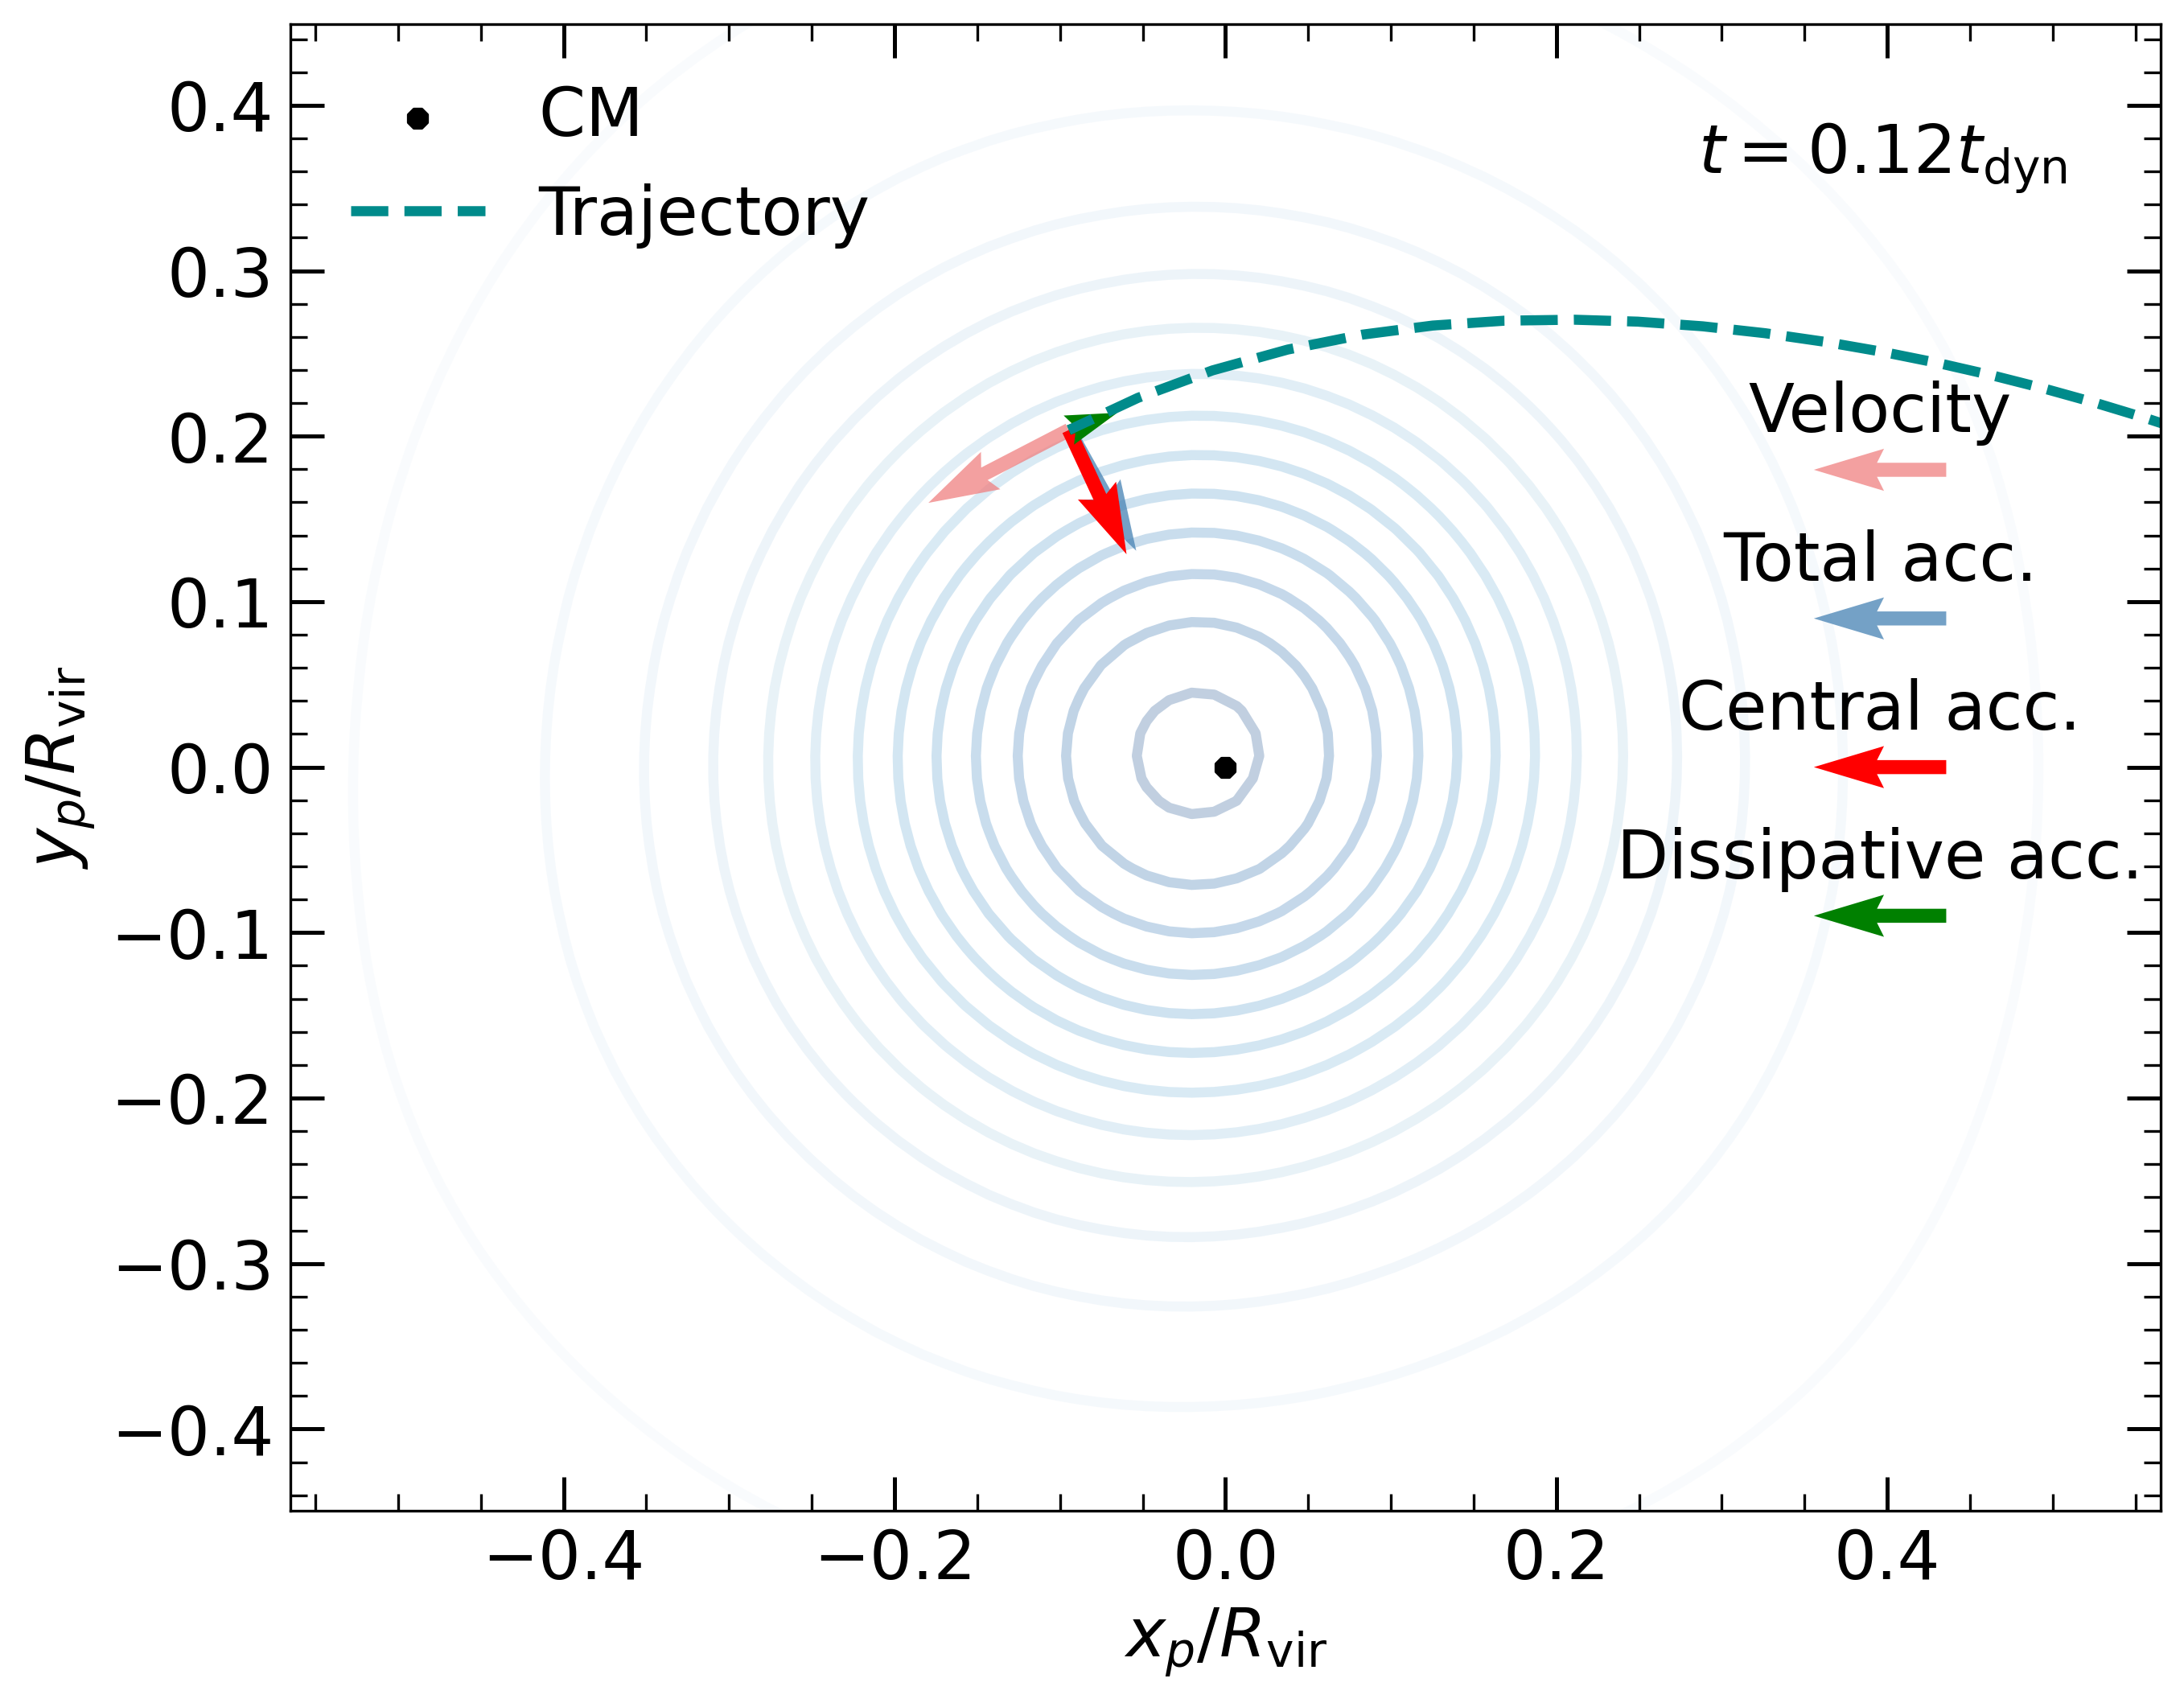 CM
Trajectory
t = 0.12t_dyn
Velocity
Total acc.
Central acc.
Dissipative acc.
0.4
0.3
0.2
0.1
0.0
−0.1
−0.2
−0.3
−0.4
y_p/R_vir
−0.4 −0.2 0.0 0.2 0.4
x_p/R_vir